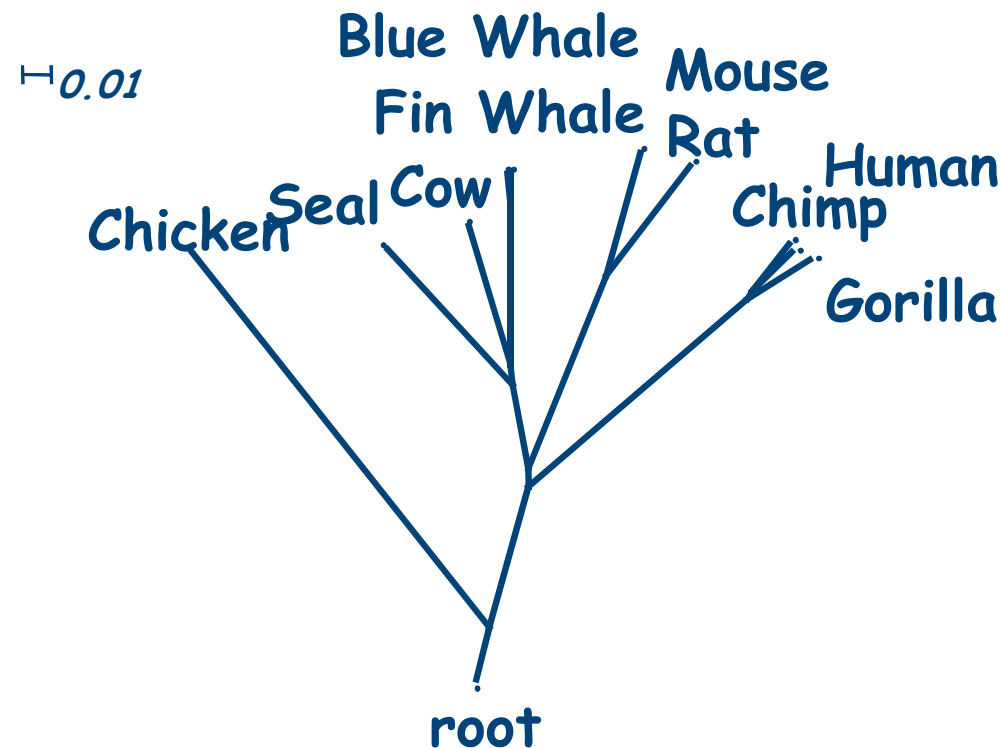 Blue Whale
0.01
Mouse
Fin Whale
Rat
Human
Cow
Seal
Chimp
Chicken
Gorilla
root